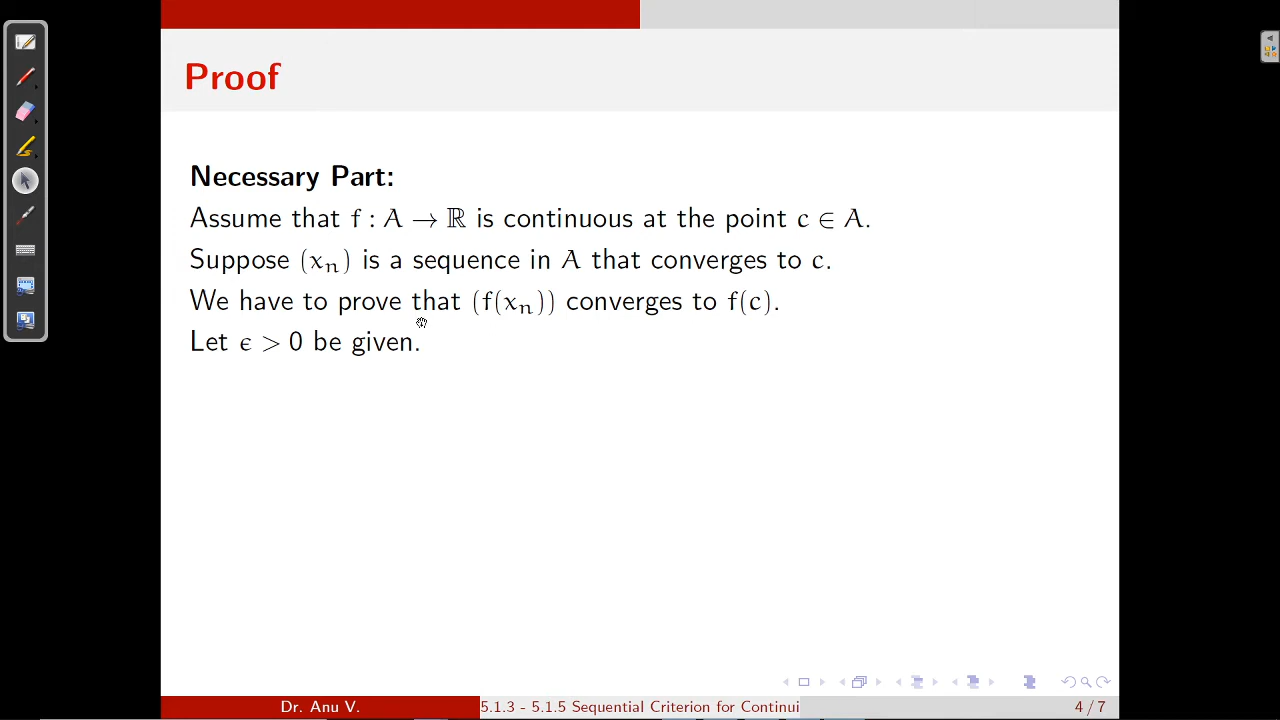 Proof
Necessary Part:
Assume that f : A → ℝ is continuous at the point c ∈ A.
Suppose (xₙ) is a sequence in A that converges to c.
We have to prove that (f(xₙ)) converges to f(c).
Let ϵ > 0 be given.
Dr. Anu V.
5.1.3 - 5.1.5 Sequential Criterion for Continui
4 / 7